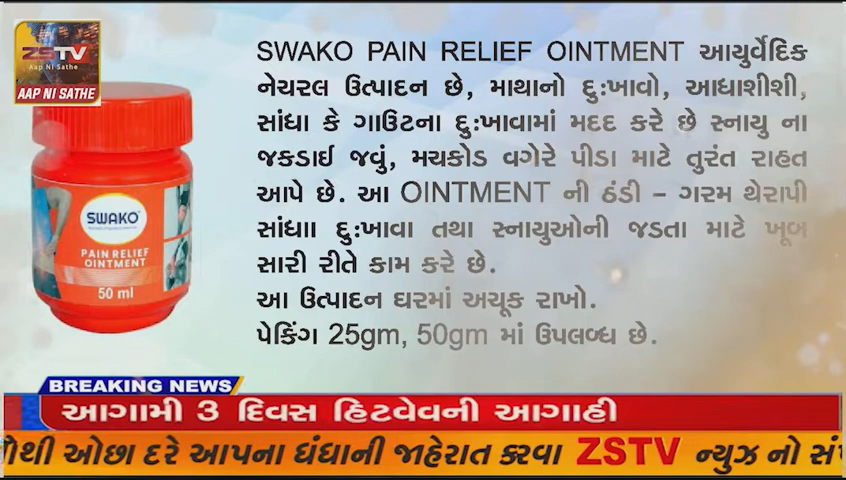 ZSTV
Aap Ni Sathe
AAP NI SATHE
SWAKO PAIN RELIEF OINTMENT આયુર્વેદિક
નેચરલ ઉત્પાદન છે, માથાનો દુઃખાવો, આધાશીશી,
સાંધા કે ગાઉટના દુઃખાવામાં મદદ કરે છે સ્નાયુ ના
જકડાઈ જવું, મચકોડ વગેરે પીડા માટે તુરંત રાહત
આપે છે. આ OINTMENT ની ઠંડી – ગરમ થેરાપી
સાંધાા દુઃખાવા તથા સ્નાયુઓની જડતા માટે ખૂબ
સારી રીતે કામ કરે છે.
આ ઉત્પાદન ઘરમાં અચૂક રાખો.
પેકિંગ 25gm, 50gm માં ઉપલબ્ધ છે.
SWAKO
PAIN RELIEF
OINTMENT
50 ml
BREAKING NEWS
આગામી 3 દિવસ હિટવેવની આગાહી
ઓછા દરે આપના ધંધાની જાહેરાત કરવા ZSTV ન્યુઝ નો